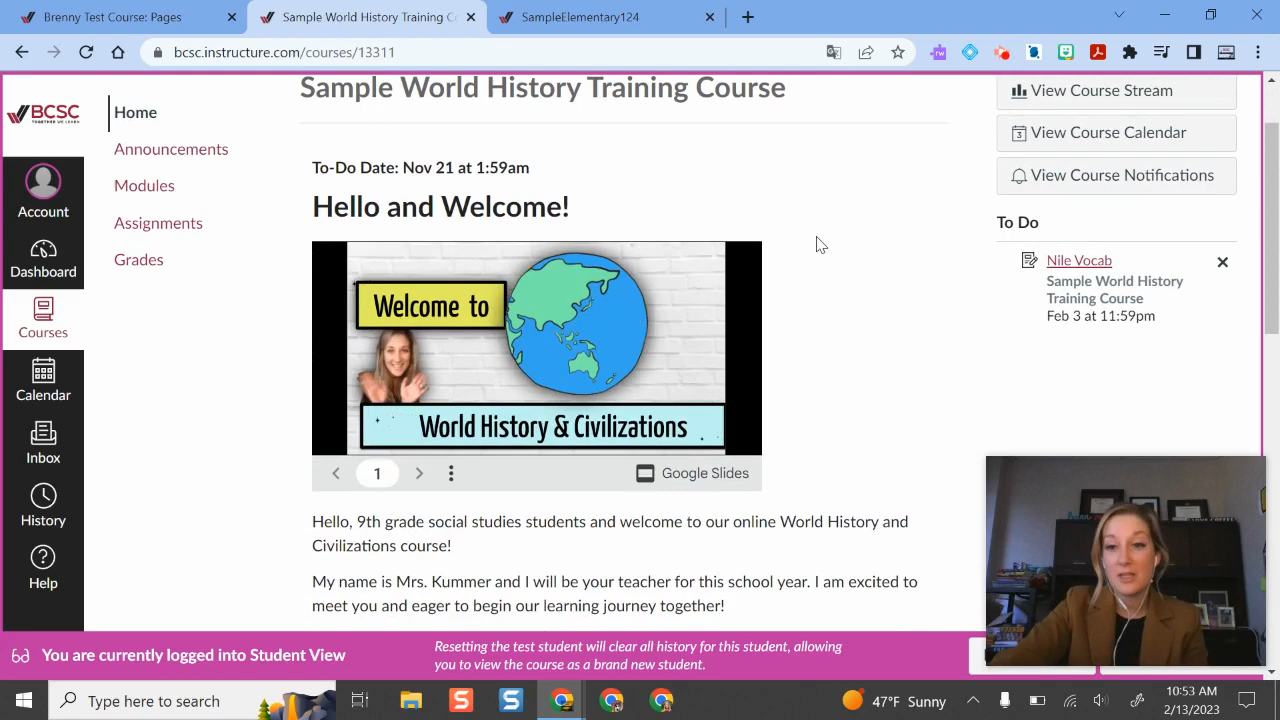 Brenny Test Course: Pages
Sample World History Training Co
SampleElementary124
bcsc.instructure.com/courses/13311
BCSC
TOGETHER WE LEARN
Account
Dashboard
Courses
Calendar
Inbox
History
Help
Home
Announcements
Modules
Assignments
Grades
Sample World History Training Course
To-Do Date: Nov 21 at 1:59am
Hello and Welcome!
Welcome to
World History & Civilizations
1
Google Slides
Hello, 9th grade social studies students and welcome to our online World History and
Civilizations course!
My name is Mrs. Kummer and I will be your teacher for this school year. I am excited to
meet you and eager to begin our learning journey together!
View Course Stream
3
View Course Calendar
View Course Notifications
To Do
Nile Vocab
Sample World History
Training Course
Feb 3 at 11:59pm
You are currently logged into Student View
Resetting the test student will clear all history for this student, allowing
you to view the course as a brand new student.
Type here to search
47°F Sunny
10:53 AM
2/13/2023